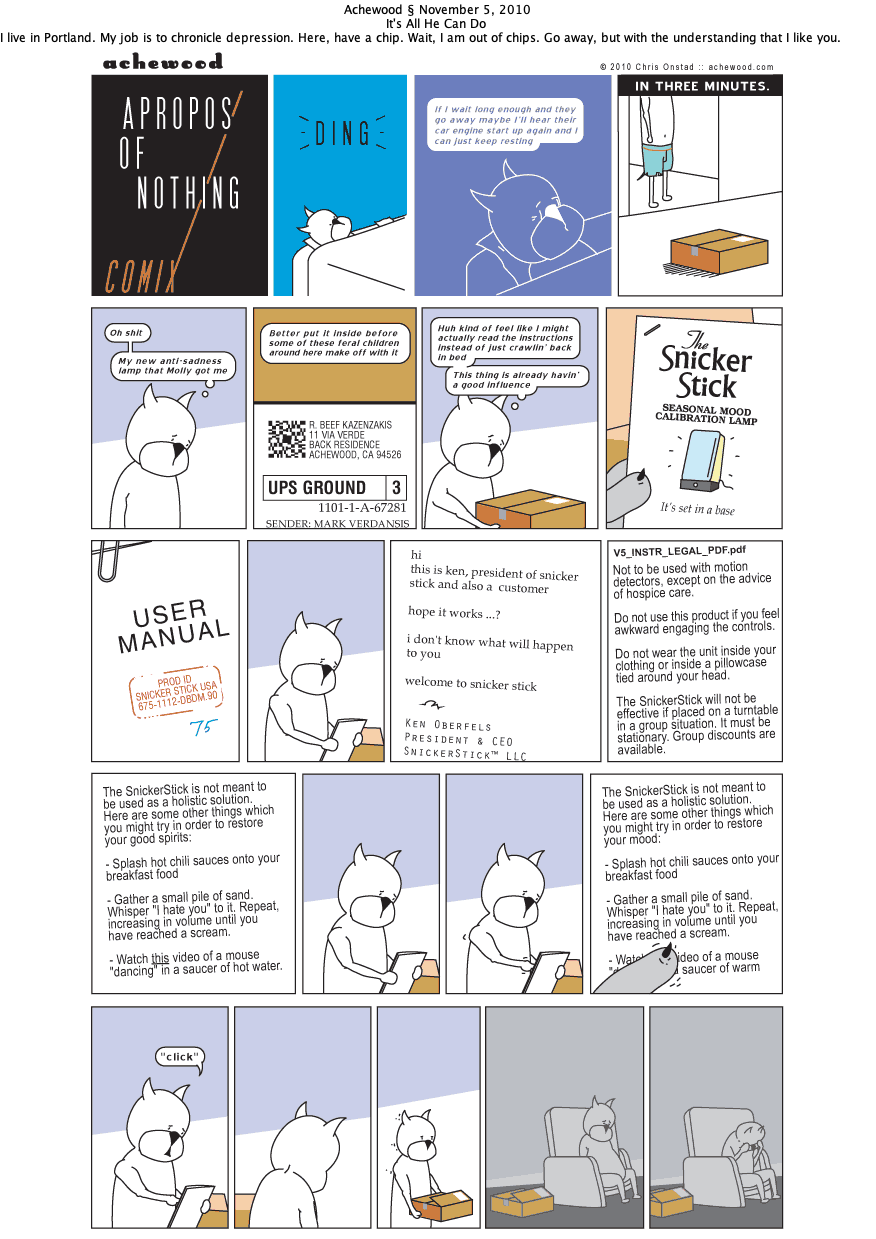 Achewood § November 5, 2010
It's All He Can Do
I live in Portland. My job is to chronicle depression. Here, have a chip. Wait, I am out of chips. Go away, but with the understanding that I like you.
achewood
© 2010 Chris Onstad :: achewood.com
APROPOS
OF
NOTHING
COMIX
DING
If I wait long enough and they
go away maybe I'll hear their
car engine start up again and I
can just keep resting
IN THREE MINUTES.
Oh shit
My new anti-sadness
lamp that Molly got me
Better put it inside before
some of these feral children
around here make off with it
R. BEEF KAZENZAKIS
11 VIA VERDE
BACK RESIDENCE
ACHEWOOD, CA 94526
UPS GROUND 3
1101-1-A-67281
SENDER: MARK VERDANSIS
Huh kind of feel like I might
actually read the instructions
instead of just crawlin' back
in bed
This thing is already havin'
a good influence
The
Snicker
Stick
SEASONAL MOOD
CALIBRATION LAMP
It's set in a base
USER
MANUAL
PROD ID
SNICKER STICK USA
675-1112-DBDM.90
75
hi
this is ken, president of snicker
stick and also a customer
hope it works ...?
i don't know what will happen
to you
welcome to snicker stick
KEN OBERFELS
PRESIDENT & CEO
SNICKERSTICK™ LLC
V5_INSTR_LEGAL_PDF.pdf
Not to be used with motion
detectors, except on the advice
of hospice care.
Do not use this product if you feel
awkward engaging the controls.
Do not wear the unit inside your
clothing or inside a pillowcase
tied around your head.
The SnickerStick will not be
effective if placed on a turntable
in a group situation. It must be
stationary. Group discounts are
available.
The SnickerStick is not meant to
be used as a holistic solution.
Here are some other things which
you might try in order to restore
your good spirits:
- Splash hot chili sauces onto your
breakfast food
- Gather a small pile of sand.
Whisper "I hate you" to it. Repeat,
increasing in volume until you
have reached a scream.
- Watch this video of a mouse
"dancing" in a saucer of hot water.
The SnickerStick is not meant to
be used as a holistic solution.
Here are some other things which
you might try in order to restore
your mood:
- Splash hot chili sauces onto your
breakfast food
- Gather a small pile of sand.
Whisper "I hate you" to it. Repeat,
increasing in volume until you
have reached a scream.
- Watch video of a mouse
saucer of warm
"click"